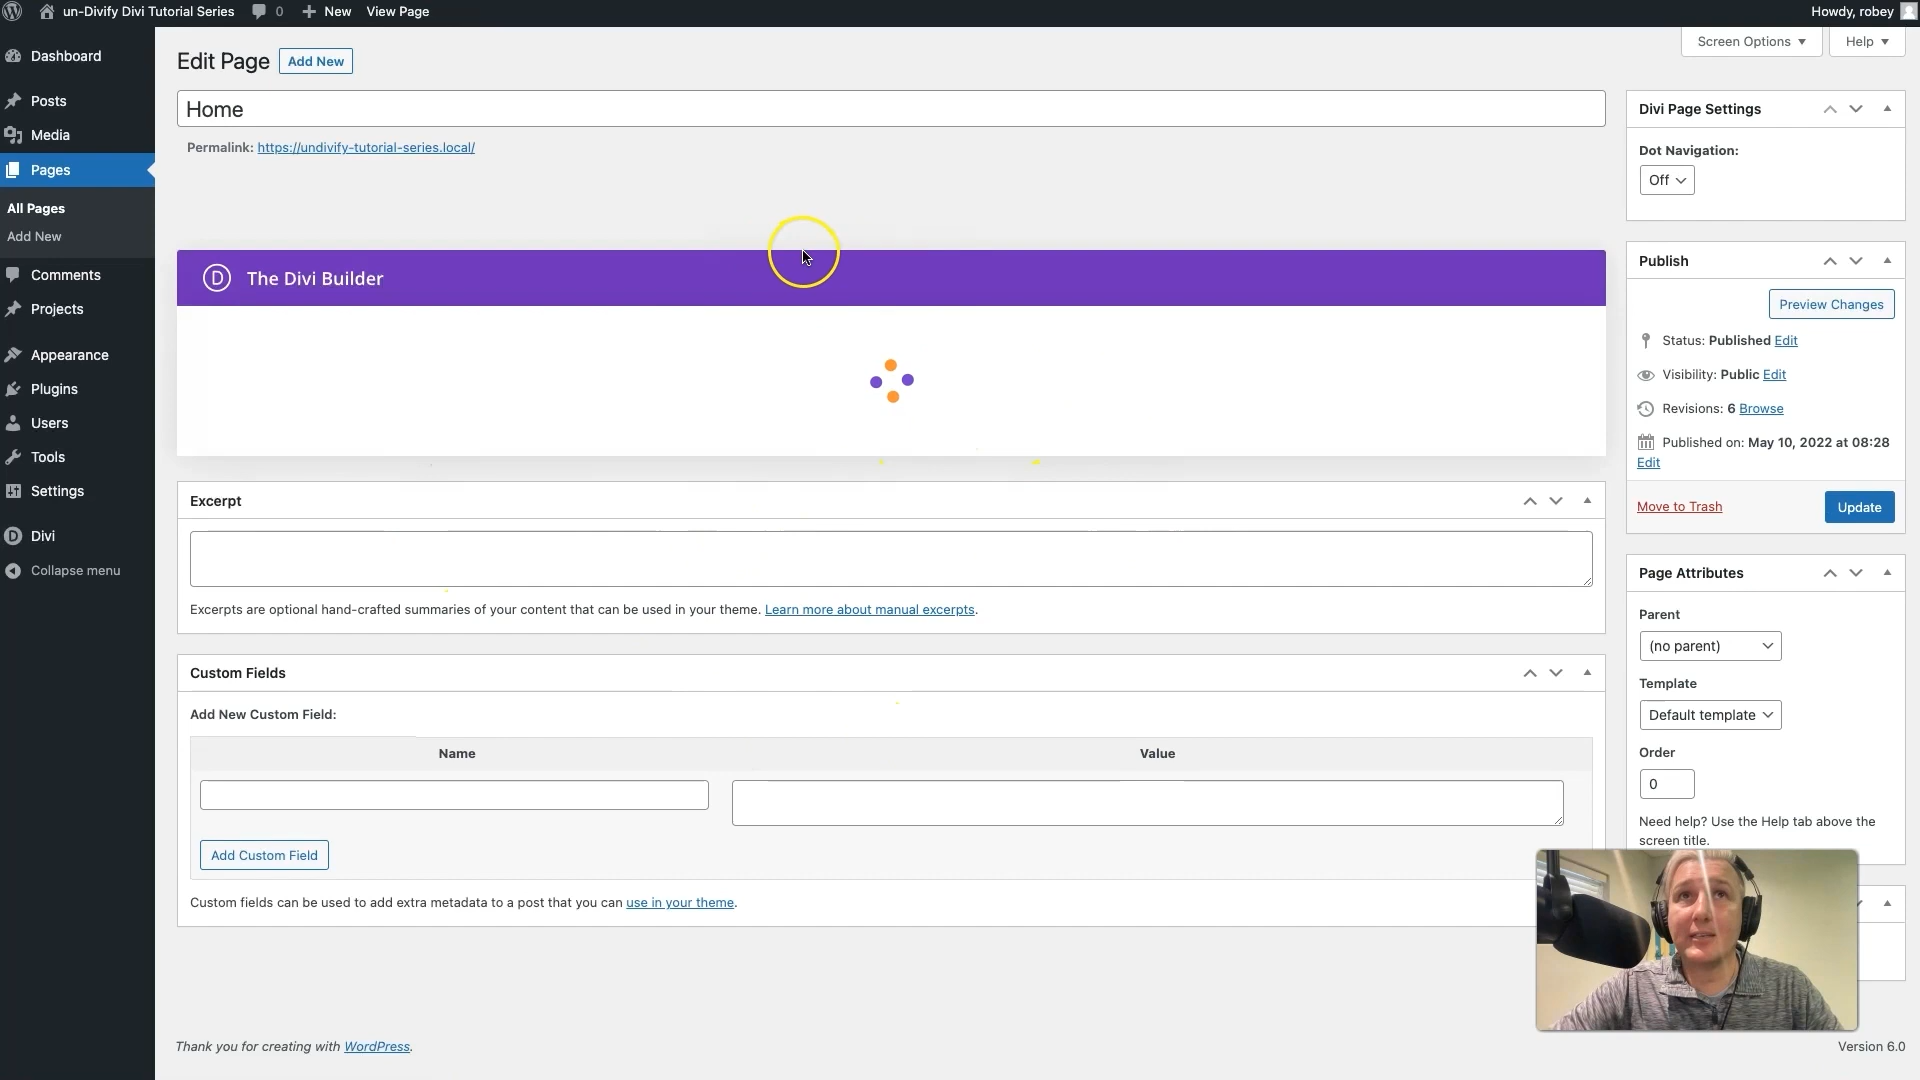 un-Divify Divi Tutorial Series
0
New
View Page
Howdy, robey
Dashboard
Posts
Media
Pages
All Pages
Add New
Comments
Projects
Appearance
Plugins
Users
Tools
Settings
Divi
Collapse menu
Screen Options
Help
Edit Page
Add New
Home
Permalink: https://undivify-tutorial-series.local/
D The Divi Builder
Excerpt
Excerpts are optional hand-crafted summaries of your content that can be used in your theme. Learn more about manual excerpts.
Custom Fields
Add New Custom Field:
Name
Value
Add Custom Field
Custom fields can be used to add extra metadata to a post that you can use in your theme.
Divi Page Settings
Dot Navigation:
Off
Publish
Preview Changes
Status: Published Edit
Visibility: Public Edit
Revisions: 6 Browse
Published on: May 10, 2022 at 08:28
Edit
Move to Trash
Update
Page Attributes
Parent
(no parent)
Template
Default template
Order
0
Need help? Use the Help tab above the
screen title.
Thank you for creating with WordPress.
Version 6.0